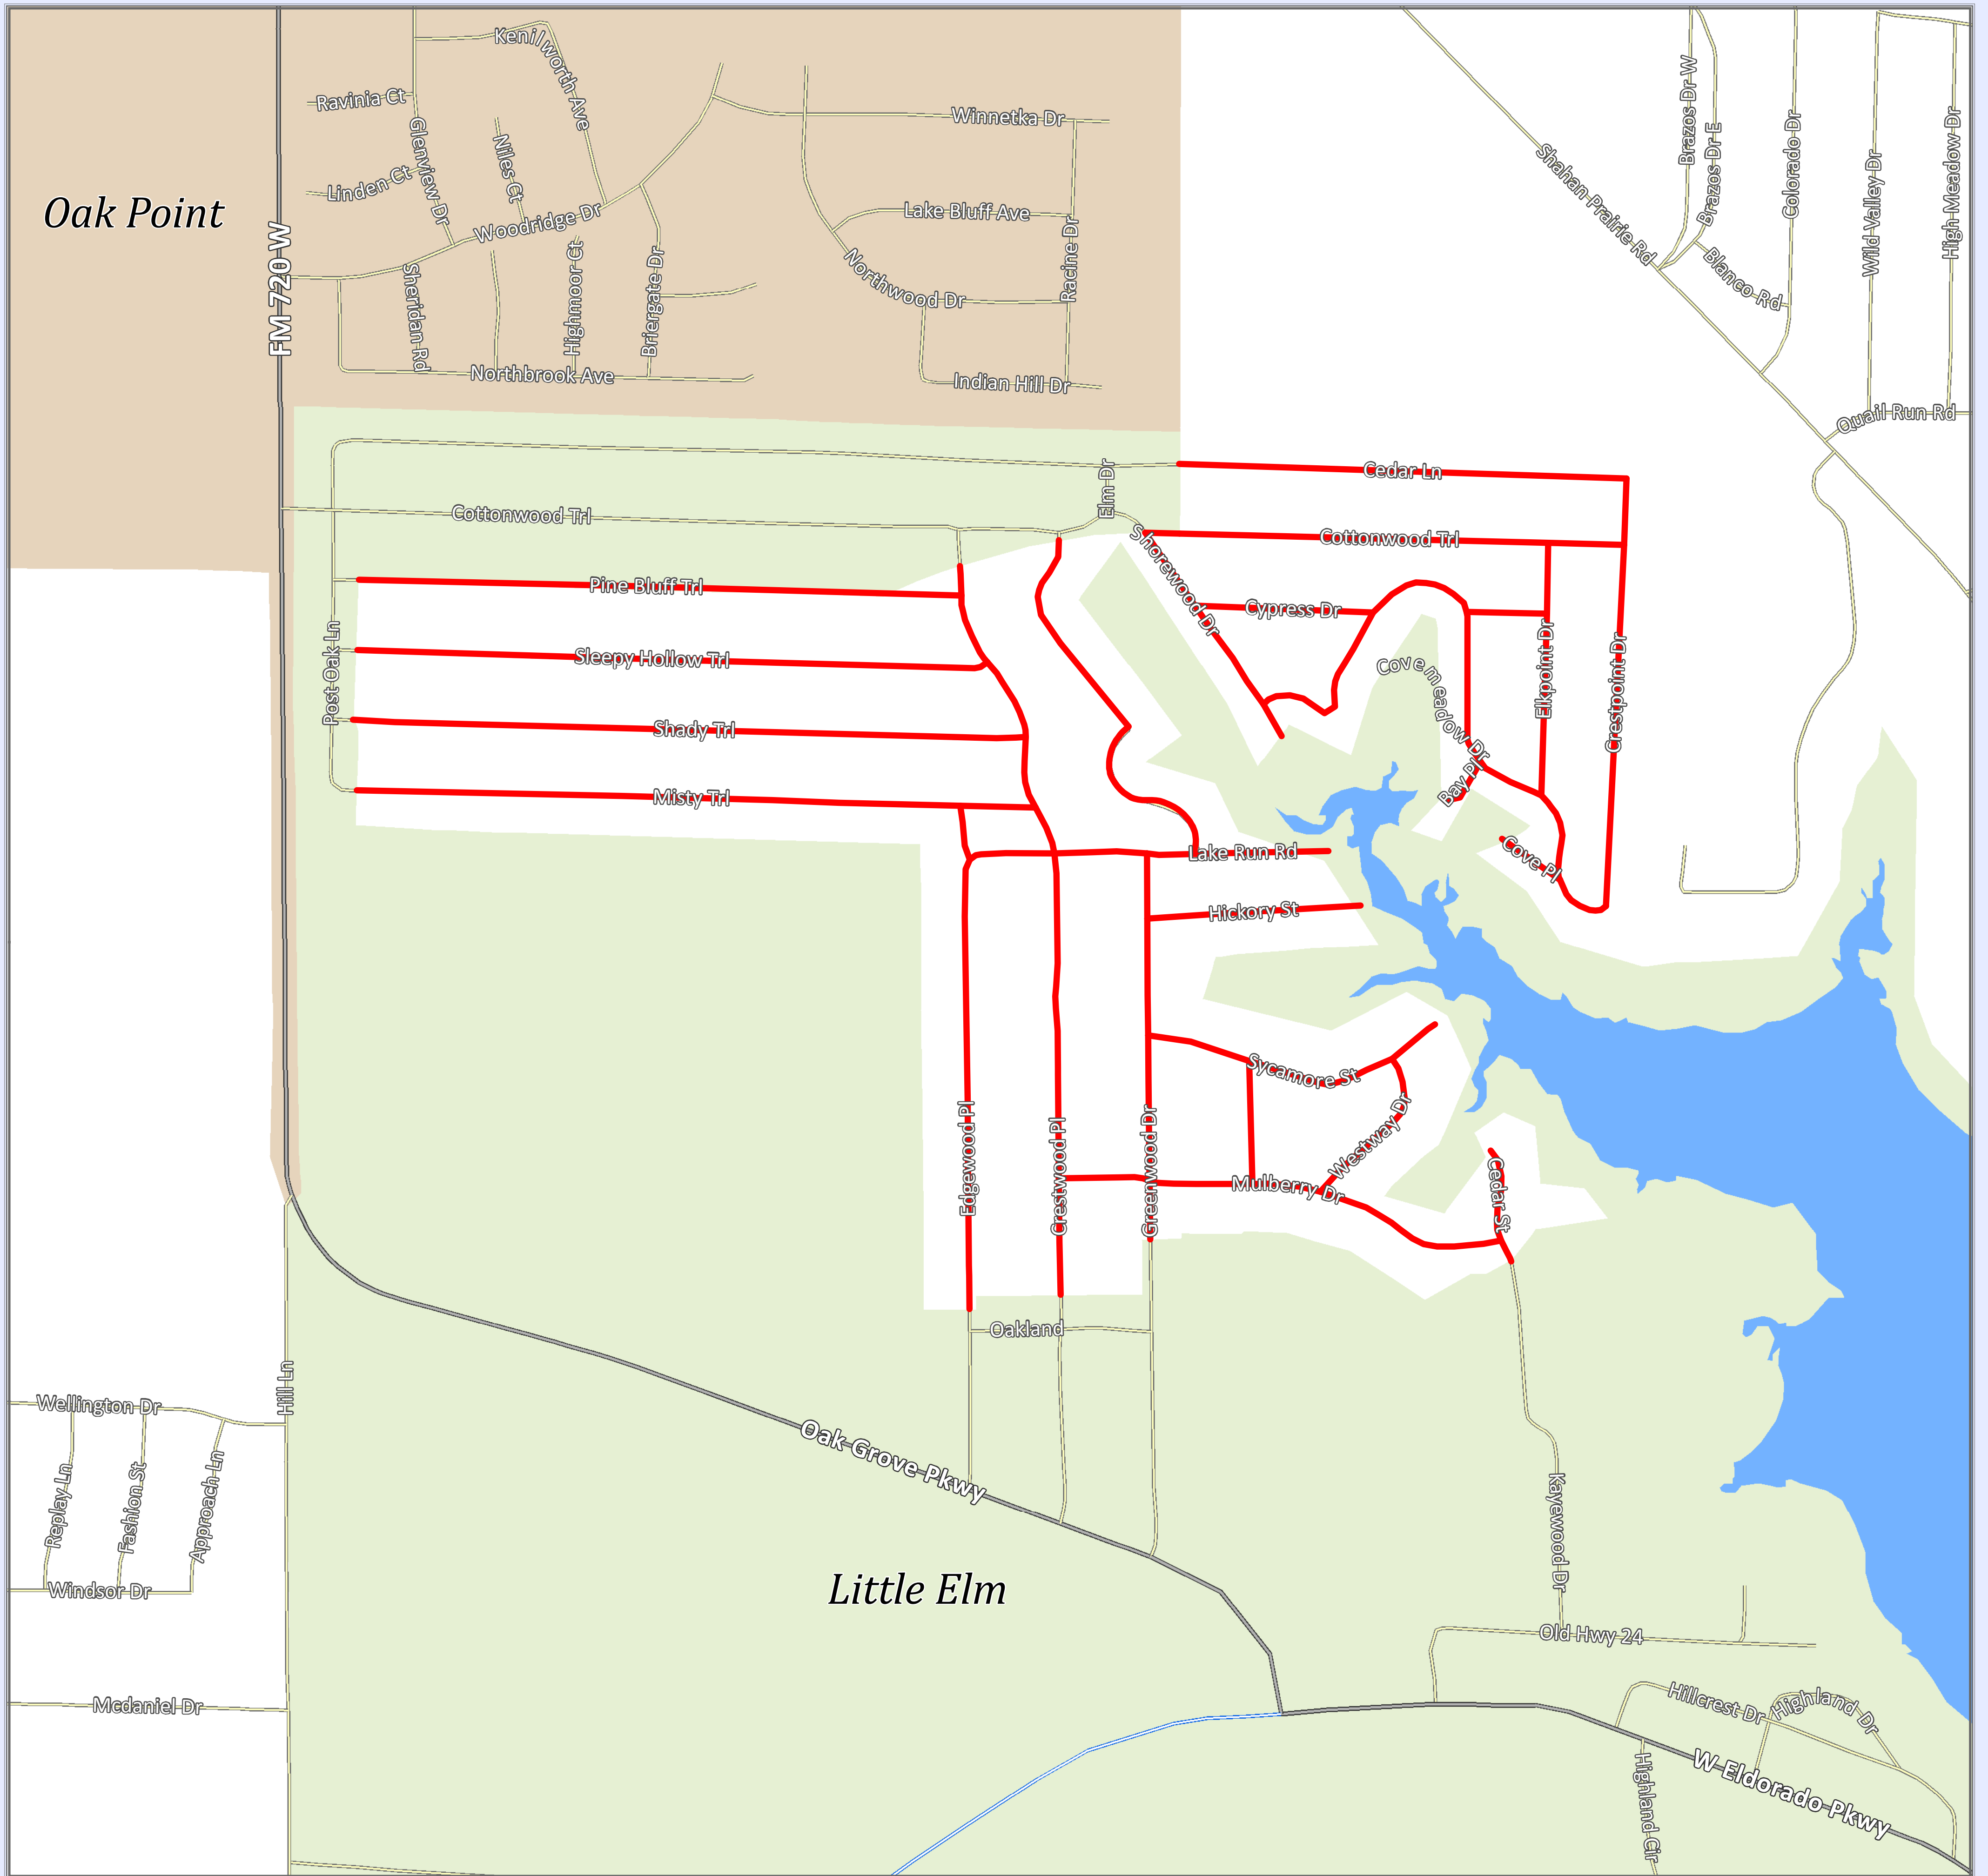 Kenilworth Ave
Ravinia Ct
Glenview Dr
Niles Ct
Linden Ct
Woodridge Dr
Winnetka Dr
Lake Bluff Ave
Racine Dr
Northwood Dr
Indian Hill Dr
Oak Point
FM 720 W
Sheridan Rd
Highmoor Ct
Briergate Dr
Northbrook Ave
Shahan Prairie Rd
Brazos Dr W
Brazos Dr E
Colorado Dr
Blanco Rd
Wild Valley Dr
High Meadow Dr
Quail Run Rd
Cedar Ln
Elm Dr
Cottonwood Trl
Cottonwood Trl
Shorewood Dr
Pine Bluff Trl
Cypress Dr
Post Oak Ln
Sleepy Hollow Trl
Covemeadow Dr
Elkpoint Dr
Crestpoint Dr
Shady Trl
Bay Pl
Misty Trl
Lake Run Rd
Cove Pl
Hickory St
Sycamore St
Westway Dr
Edgewood Pl
Crestwood Pl
Greenwood Dr
Mulberry Dr
Cedar St
Oakland
Hill Ln
Wellington Dr
Replay Ln
Fashion St
Approach Ln
Windsor Dr
Oak Grove Pkwy
Kayewood Dr
Little Elm
Old Hwy 24
Mcdaniel Dr
Hillcrest Dr
Highland Dr
W Eldorado Pkwy
Highland Cir